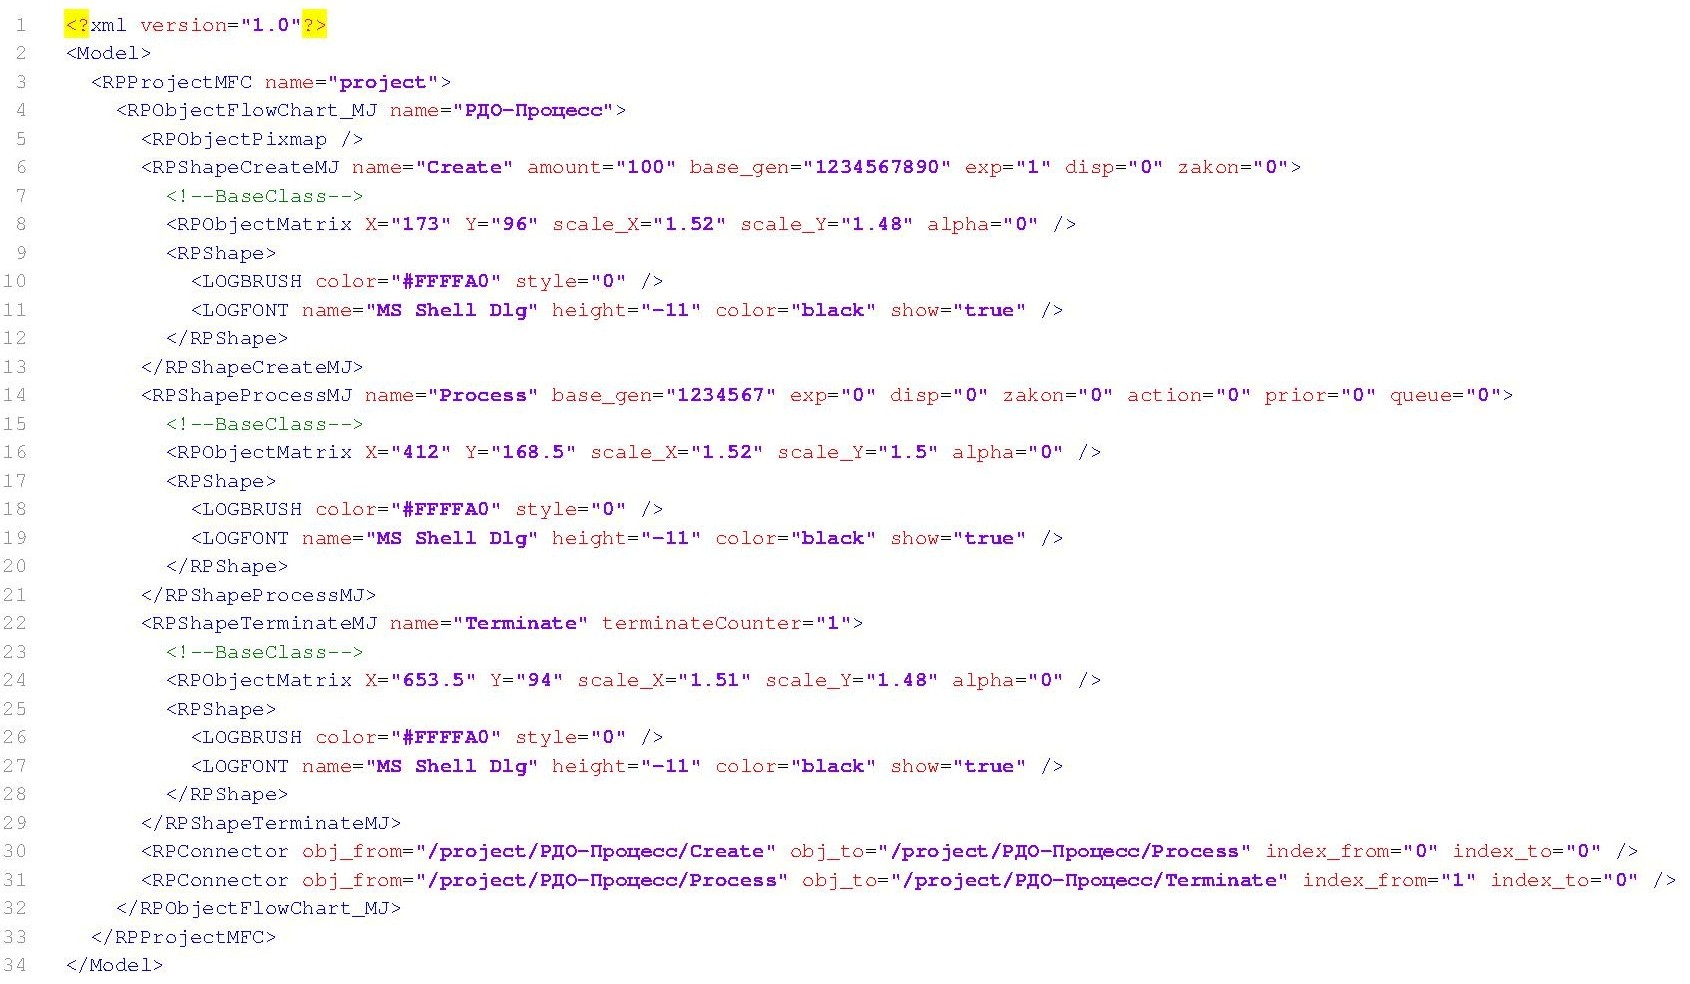 1 <?xml version="1.0"?>
2 <Model>
3   <RPProjectMFC name="project">
4     <RPObjectFlowChart_MJ name="РДО-Процесс">
5       <RPObjectPixmap />
6       <RPShapeCreateMJ name="Create" amount="100" base_gen="1234567890" exp="1" disp="0" zakon="0">
7         <!--BaseClass-->
8         <RPObjectMatrix X="173" Y="96" scale_X="1.52" scale_Y="1.48" alpha="0" />
9         <RPShape>
10           <LOGBRUSH color="#FFFFA0" style="0" />
11           <LOGFONT name="MS Shell Dlg" height="-11" color="black" show="true" />
12         </RPShape>
13       </RPShapeCreateMJ>
14       <RPShapeProcessMJ name="Process" base_gen="1234567" exp="0" disp="0" zakon="0" action="0" prior="0" queue="0">
15         <!--BaseClass-->
16         <RPObjectMatrix X="412" Y="168.5" scale_X="1.52" scale_Y="1.5" alpha="0" />
17         <RPShape>
18           <LOGBRUSH color="#FFFFA0" style="0" />
19           <LOGFONT name="MS Shell Dlg" height="-11" color="black" show="true" />
20         </RPShape>
21       </RPShapeProcessMJ>
22       <RPShapeTerminateMJ name="Terminate" terminateCounter="1">
23         <!--BaseClass-->
24         <RPObjectMatrix X="653.5" Y="94" scale_X="1.51" scale_Y="1.48" alpha="0" />
25         <RPShape>
26           <LOGBRUSH color="#FFFFA0" style="0" />
27           <LOGFONT name="MS Shell Dlg" height="-11" color="black" show="true" />
28         </RPShape>
29       </RPShapeTerminateMJ>
30       <RPConnector obj_from="/project/РДО-Процесс/Create" obj_to="/project/РДО-Процесс/Process" index_from="0" index_to="0" />
31       <RPConnector obj_from="/project/РДО-Процесс/Process" obj_to="/project/РДО-Процесс/Terminate" index_from="1" index_to="0" />
32     </RPObjectFlowChart_MJ>
33   </RPProjectMFC>
34 </Model>